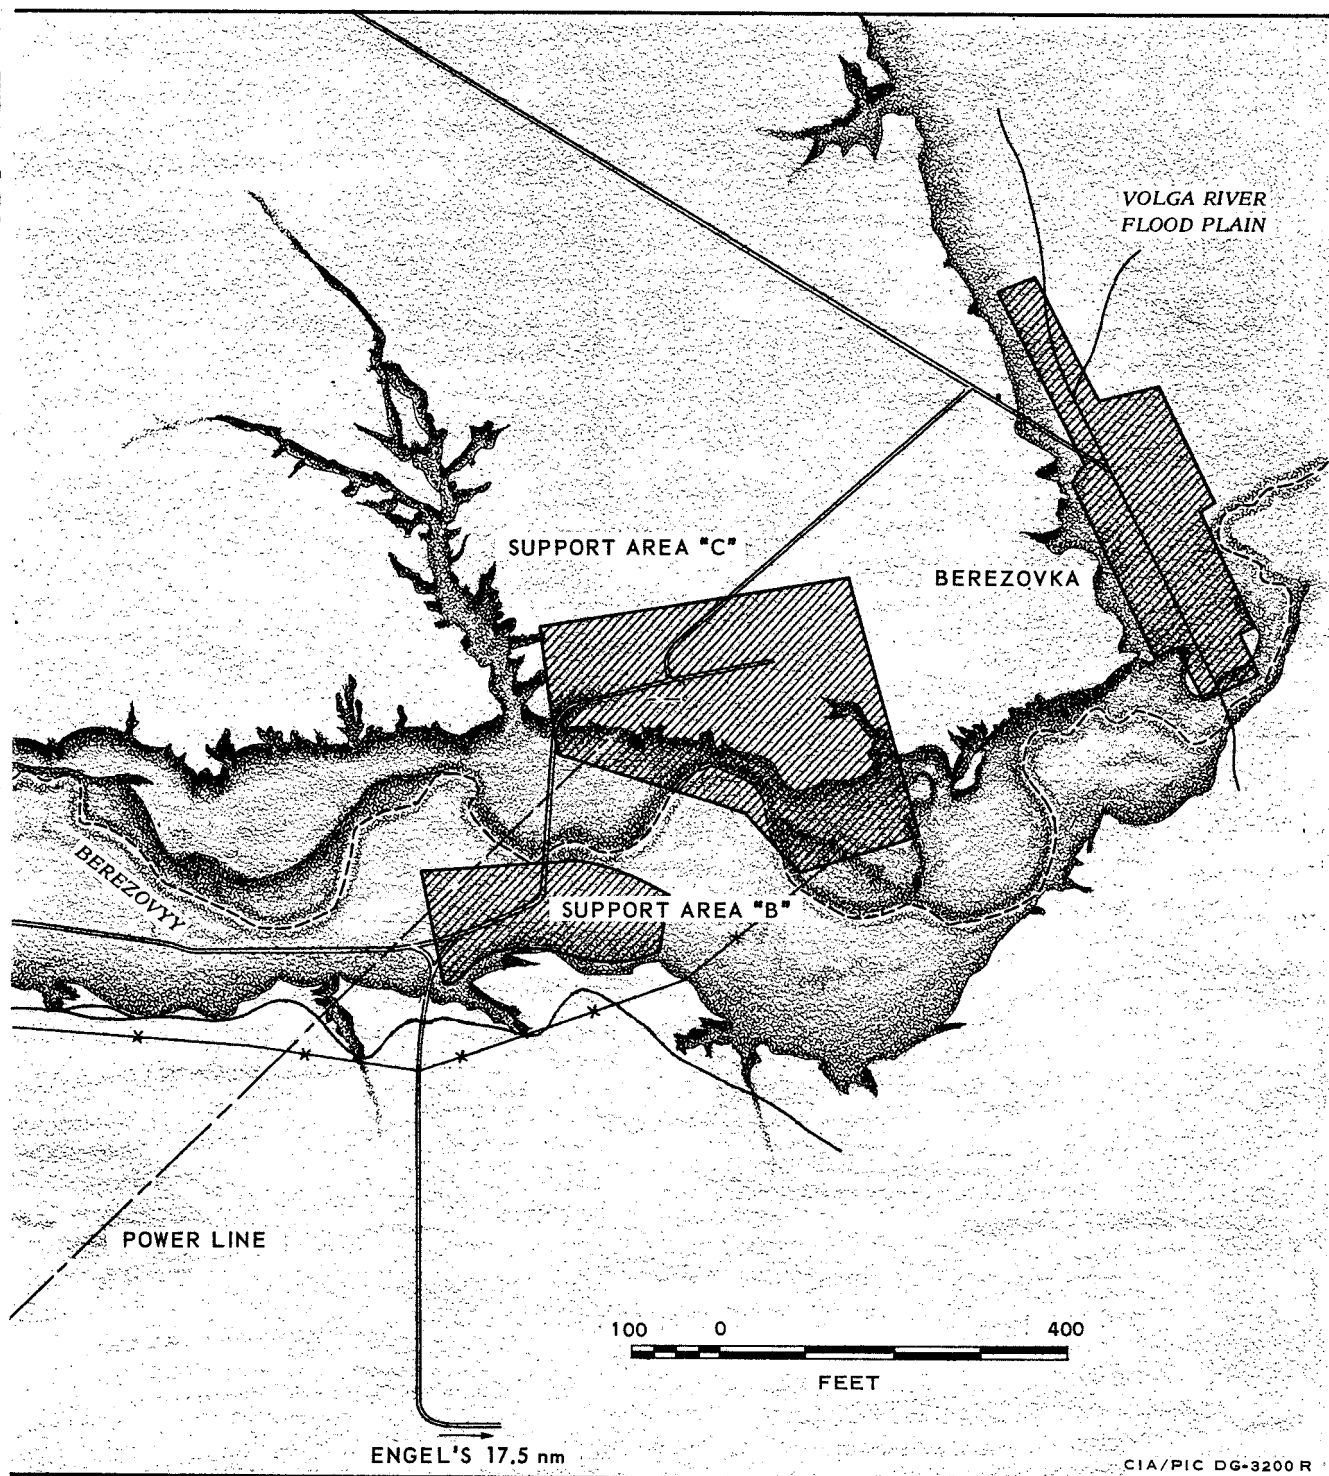 VOLGA RIVER
FLOOD PLAIN
SUPPORT AREA "C"
BEREZOVKA
BEREZOVYY
SUPPORT AREA "B"
POWER LINE
100 0 400
FEET
ENGEL'S 17.5 nm
CIA/PIC DG-3200 R